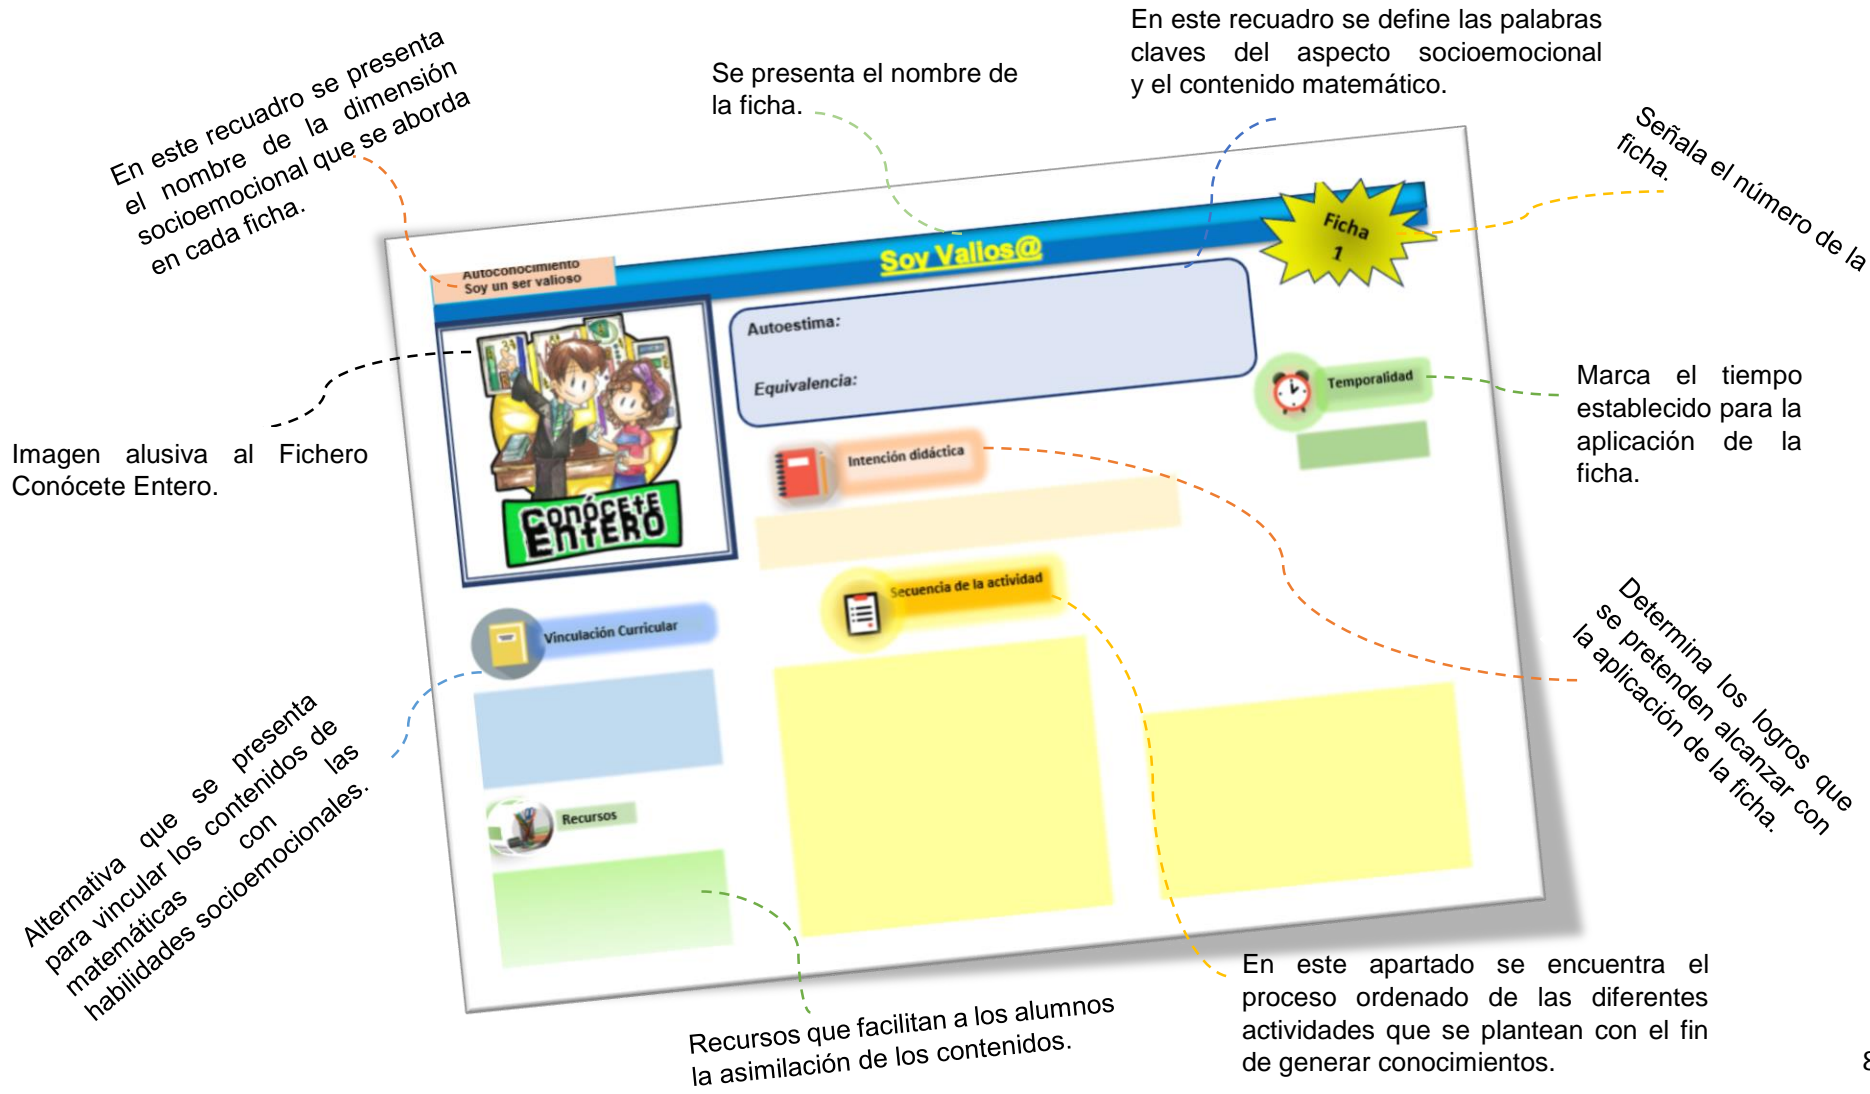 En este recuadro se define las palabras
claves del aspecto socioemocional
y el contenido matemático.
En este recuadro se presenta
el nombre de la dimensión
socioemocional que se aborda
en cada ficha.
Se presenta el nombre de
la ficha.
Señala el número de la
ficha.
Autoconocimiento
Soy un ser valioso
Soy Valios@
Ficha
1
Autoestima:
Equivalencia:
Temporalidad
Marca el tiempo
establecido para la
aplicación de la
ficha.
Imagen alusiva al Fichero
Conócete Entero.
CONÓCETE
ENTERO
Intención didáctica
Secuencia de la actividad
Vinculación Curricular
Determina los logros que
se pretenden alcanzar con
la aplicación de la ficha.
Alternativa que se presenta
para vincular los contenidos de
matemáticas con las
habilidades socioemocionales.
Recursos
En este apartado se encuentra el
proceso ordenado de las diferentes
actividades que se plantean con el fin
de generar conocimientos.
Recursos que facilitan a los alumnos
la asimilación de los contenidos.
8